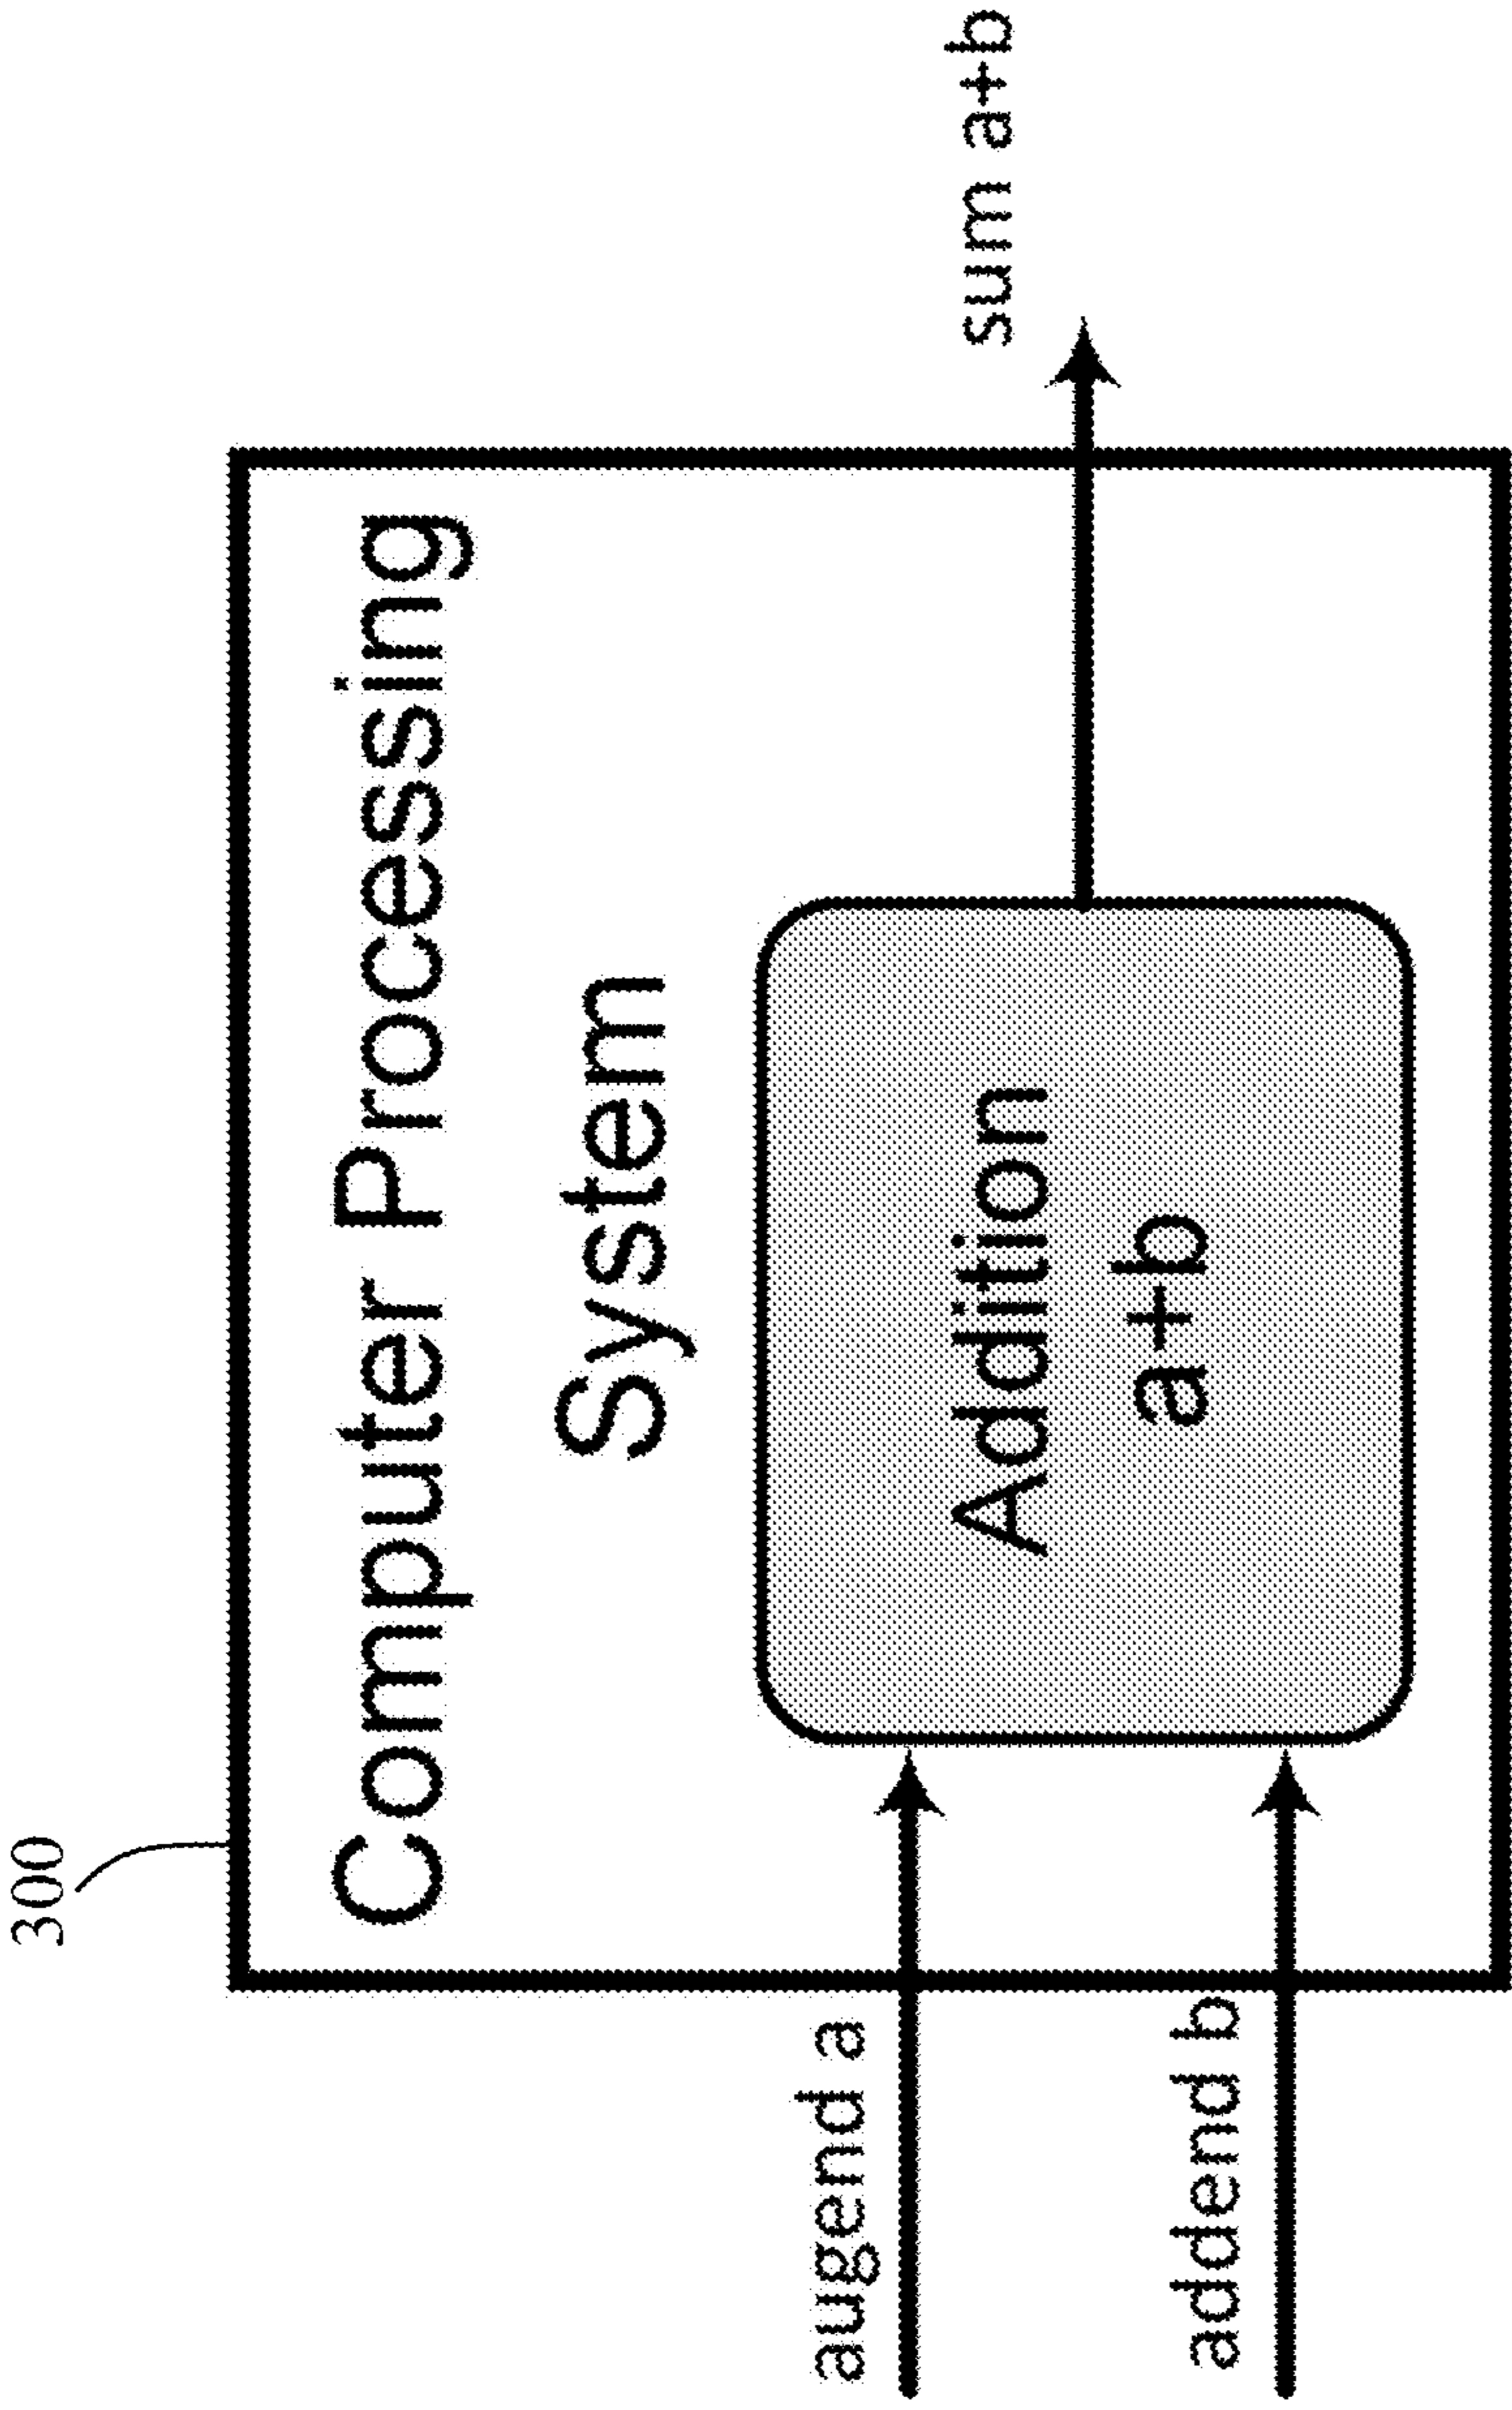 300
Computer Processing
System
augend a
addend b
Addition
a+b
sum a+b